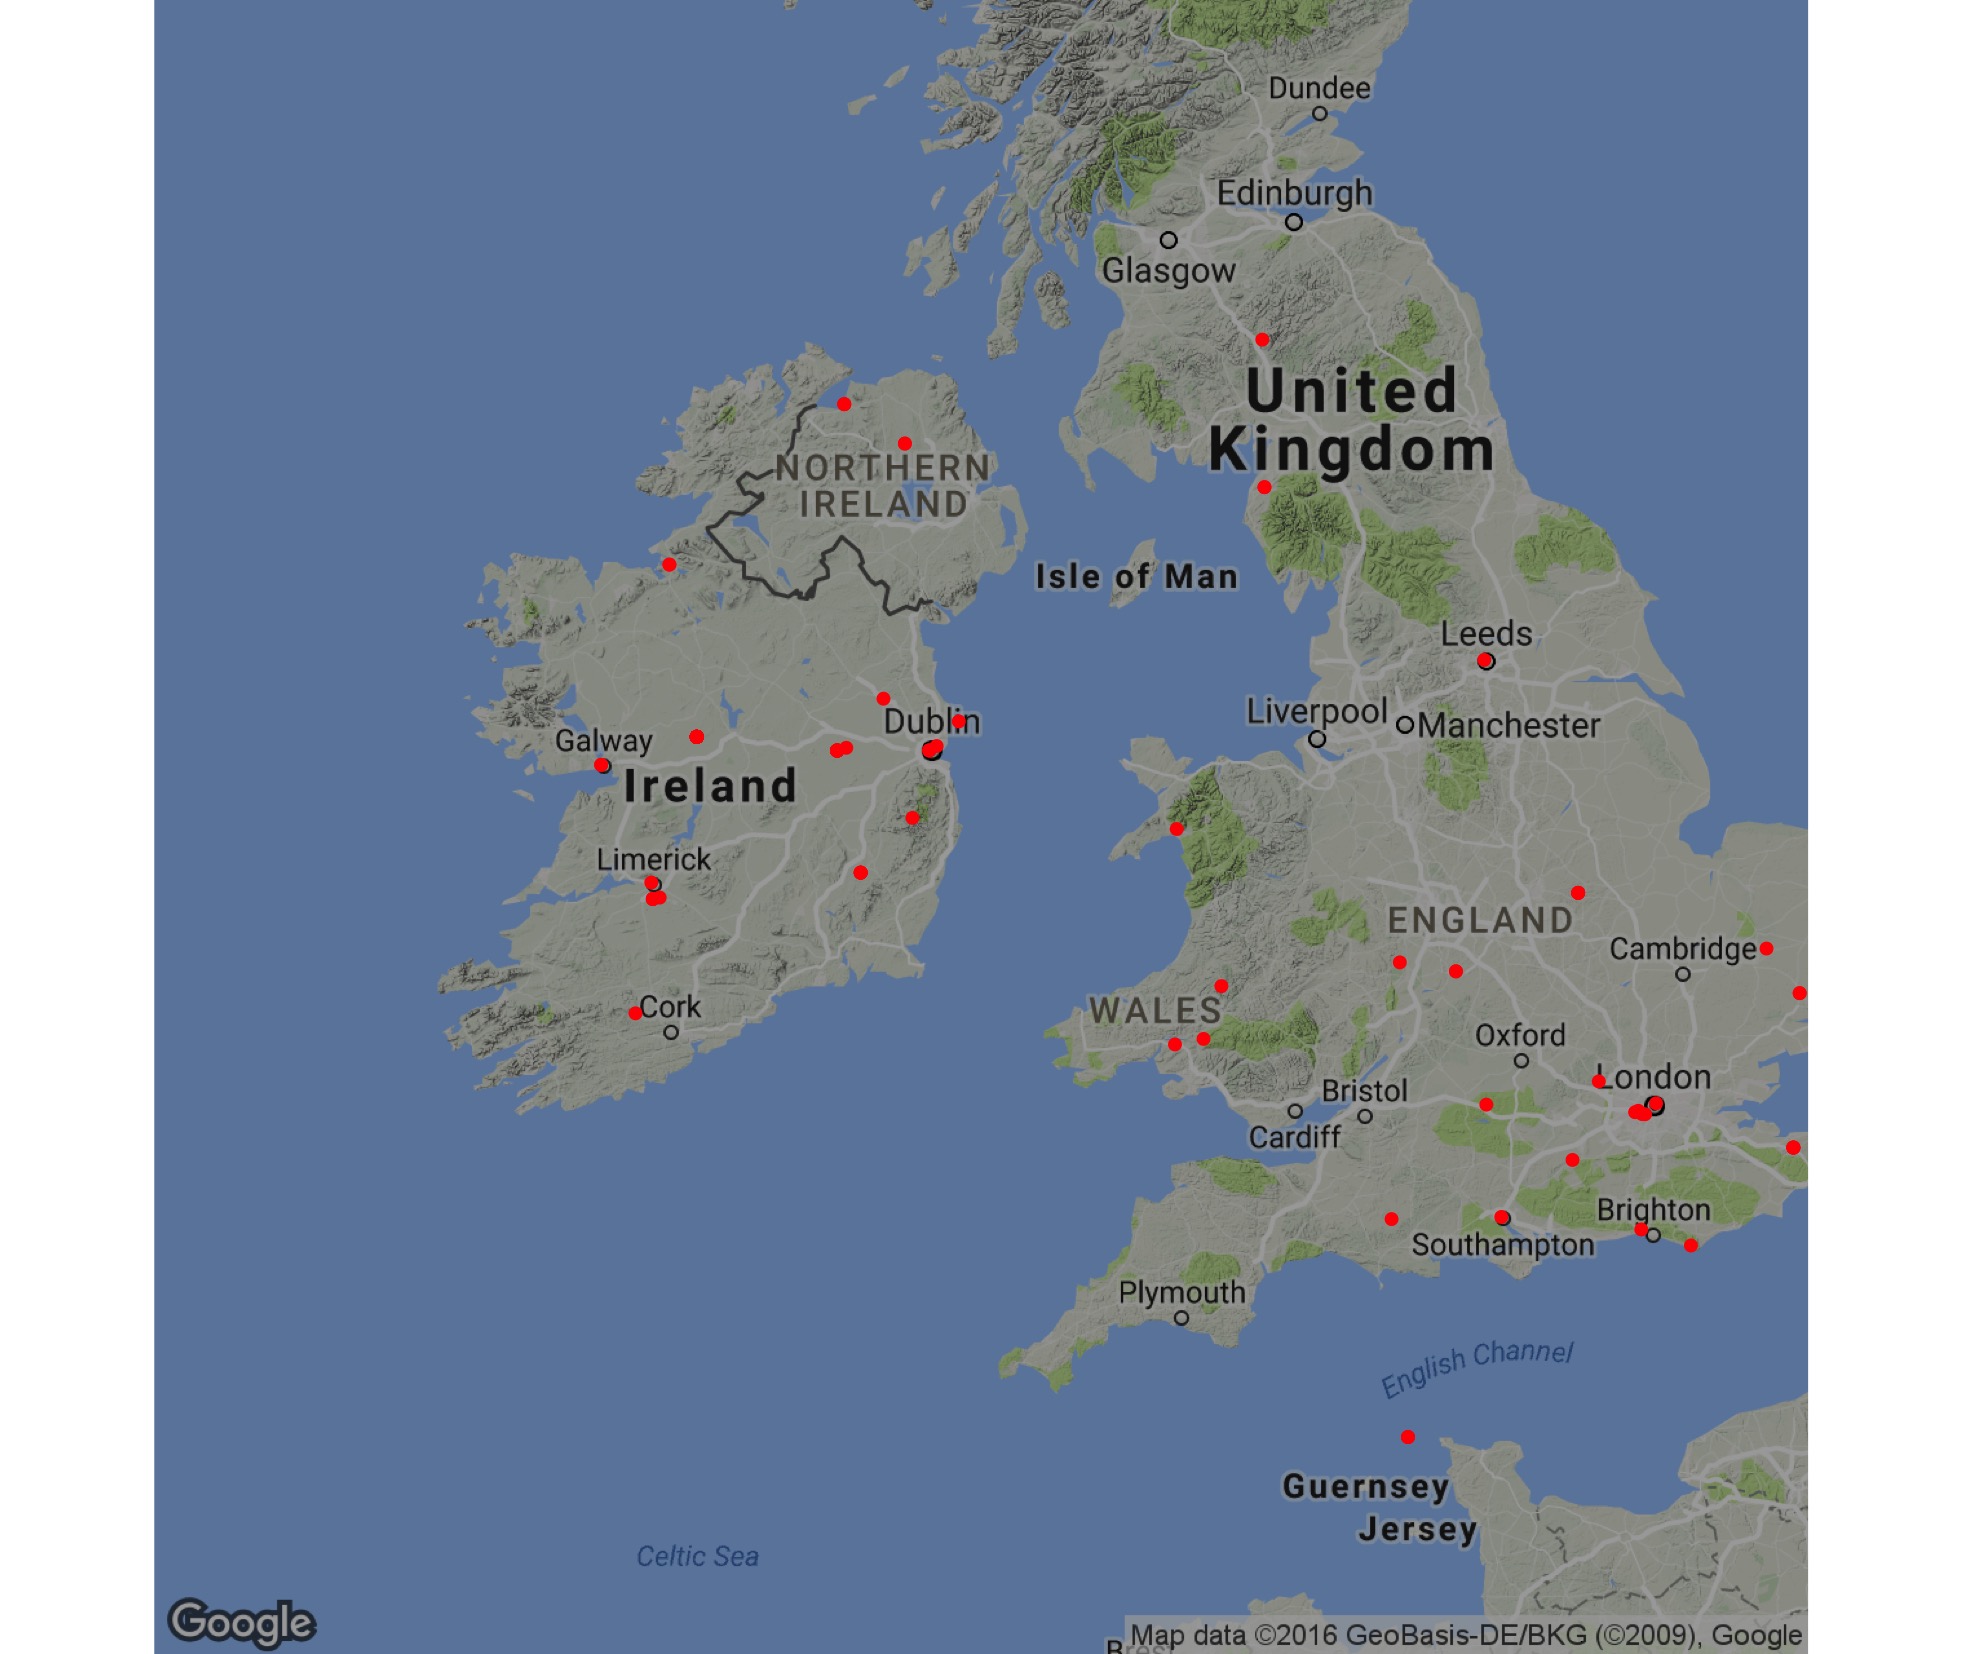 Dundee
Edinburgh
Glasgow
United
Kingdom
NORTHERN
IRELAND
Isle of Man
Leeds
Liverpool
Manchester
Dublin
Galway
Ireland
Limerick
ENGLAND
Cambridge
Cork
WALES
Oxford
London
Bristol
Cardiff
Brighton
Southampton
Plymouth
English Channel
Guernsey
Jersey
Celtic Sea
Google
Map data ©2016 GeoBasis-DE/BKG (©2009), Google